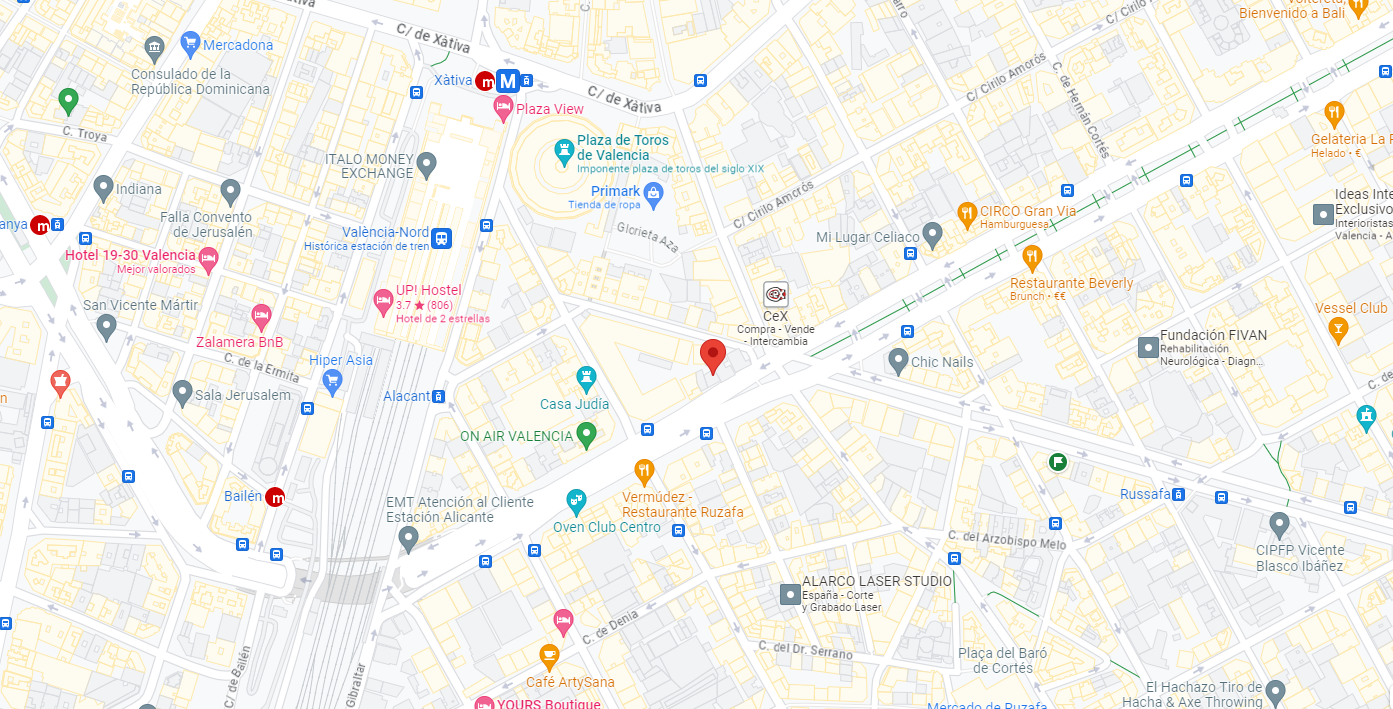 Xàtiva
C/ de Xàtiva
Bienvenido a Bali
C/ Cirilo
Mercadona
Consulado de la
República Dominicana
Xàtiva
m
M
C/ de Xàtiva
C/ Cirilo Amorós
C. de Hernán Cortés
Plaza View
C. Troya
Plaza de Toros
de Valencia
Imponente plaza de toros del siglo XIX
Gelateria La
Helado • €
ITALO MONEY
EXCHANGE
Indiana
Primark
Tienda de ropa
C/ Cirilo Amorós
Ideas Inte
Exclusivo
Interioristas
Valencia - A
Falla Convento
de Jerusalén
anya
m
València-Nord
Histórica estación de tren
Glorieta Aza
CIRCO Gran Via
Hamburguesa
Mi Lugar Celiaco
Hotel 19-30 Valencia
Mejor valorados
UP! Hostel
3.7 ★ (806)
Hotel de 2 estrellas
Restaurante Beverly
Brunch • €€
San Vicente Mártir
CeX
Compra - Vende
- Intercambia
Vessel Club
Zalamera BnB
Fundación FIVAN
Rehabilitación
Neurológica - Diagn...
Hiper Asia
C. de la Ermita
Chic Nails
C. de
Sala Jerusalem
Alacant
Casa Judía
n
ON AIR VALENCIA
Bailén
m
EMT Atención al Cliente
Estación Alicante
Vermúdez -
Restaurante Ruzafa
Russafa
Oven Club Centro
C. del Arzobispo Melo
CIPFP Vicente
Blasco Ibáñez
ALARCO LASER STUDIO
España - Corte
y Grabado Laser
C. de Denia
C. del Dr. Serrano
Plaça del Baró
de Cortés
C/ de Bailén
Gibraltar
Café ArtySana
El Hachazo Tiro de
Hacha & Axe Throwing
YOURS Boutique
Mercado de Ruzafa